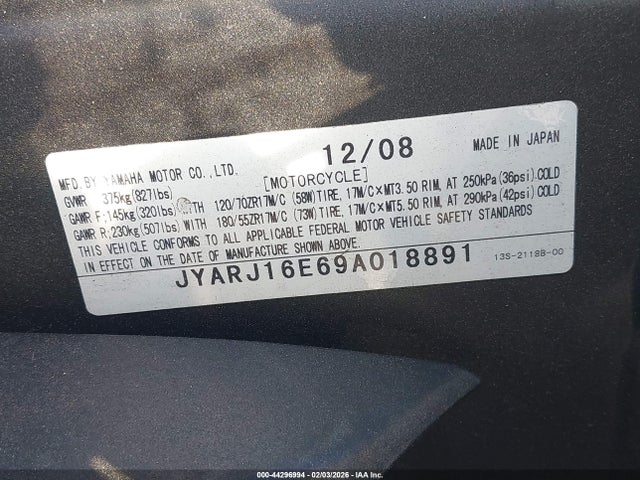 MFD.BY YAMAHA MOTOR CO.,LTD. 12/08 MADE IN JAPAN
GVWR 375kg(827lbs) [MOTORCYCLE]
GAWR F:145kg(320lbs)WITH 120/70ZR17M/C (58W)TIRE, 17M/C×MT3.50 RIM, AT 250kPa(36psi)COLD
GAWR R:230kg(507lbs)WITH 180/55ZR17M/C (73W)TIRE, 17M/C×MT5.50 RIM, AT 290kPa(42psi)COLD
THIS VEHICLE CONFORMS TO ALL APPLICABLE FEDERAL MOTOR VEHICLE SAFETY STANDARDS
IN EFFECT ON THE DATE OF MANUFACTURE SHOWN ABOVE.
JYARJ16E69A018891 13S-2118B-00
000-44296994 | 02/03/2026 | IAA Inc.